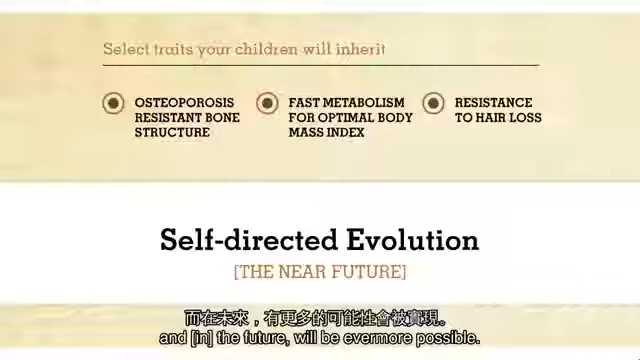 Select traits your children will inherit
OSTEOPOROSIS
RESISTANT BONE
STRUCTURE
FAST METABOLISM
FOR OPTIMAL BODY
MASS INDEX
RESISTANCE
TO HAIR LOSS
Self-directed Evolution
[THE NEAR FUTURE]
而在未來，有更多的可能性會被實現。
and [in] the future, will be evermore possible.